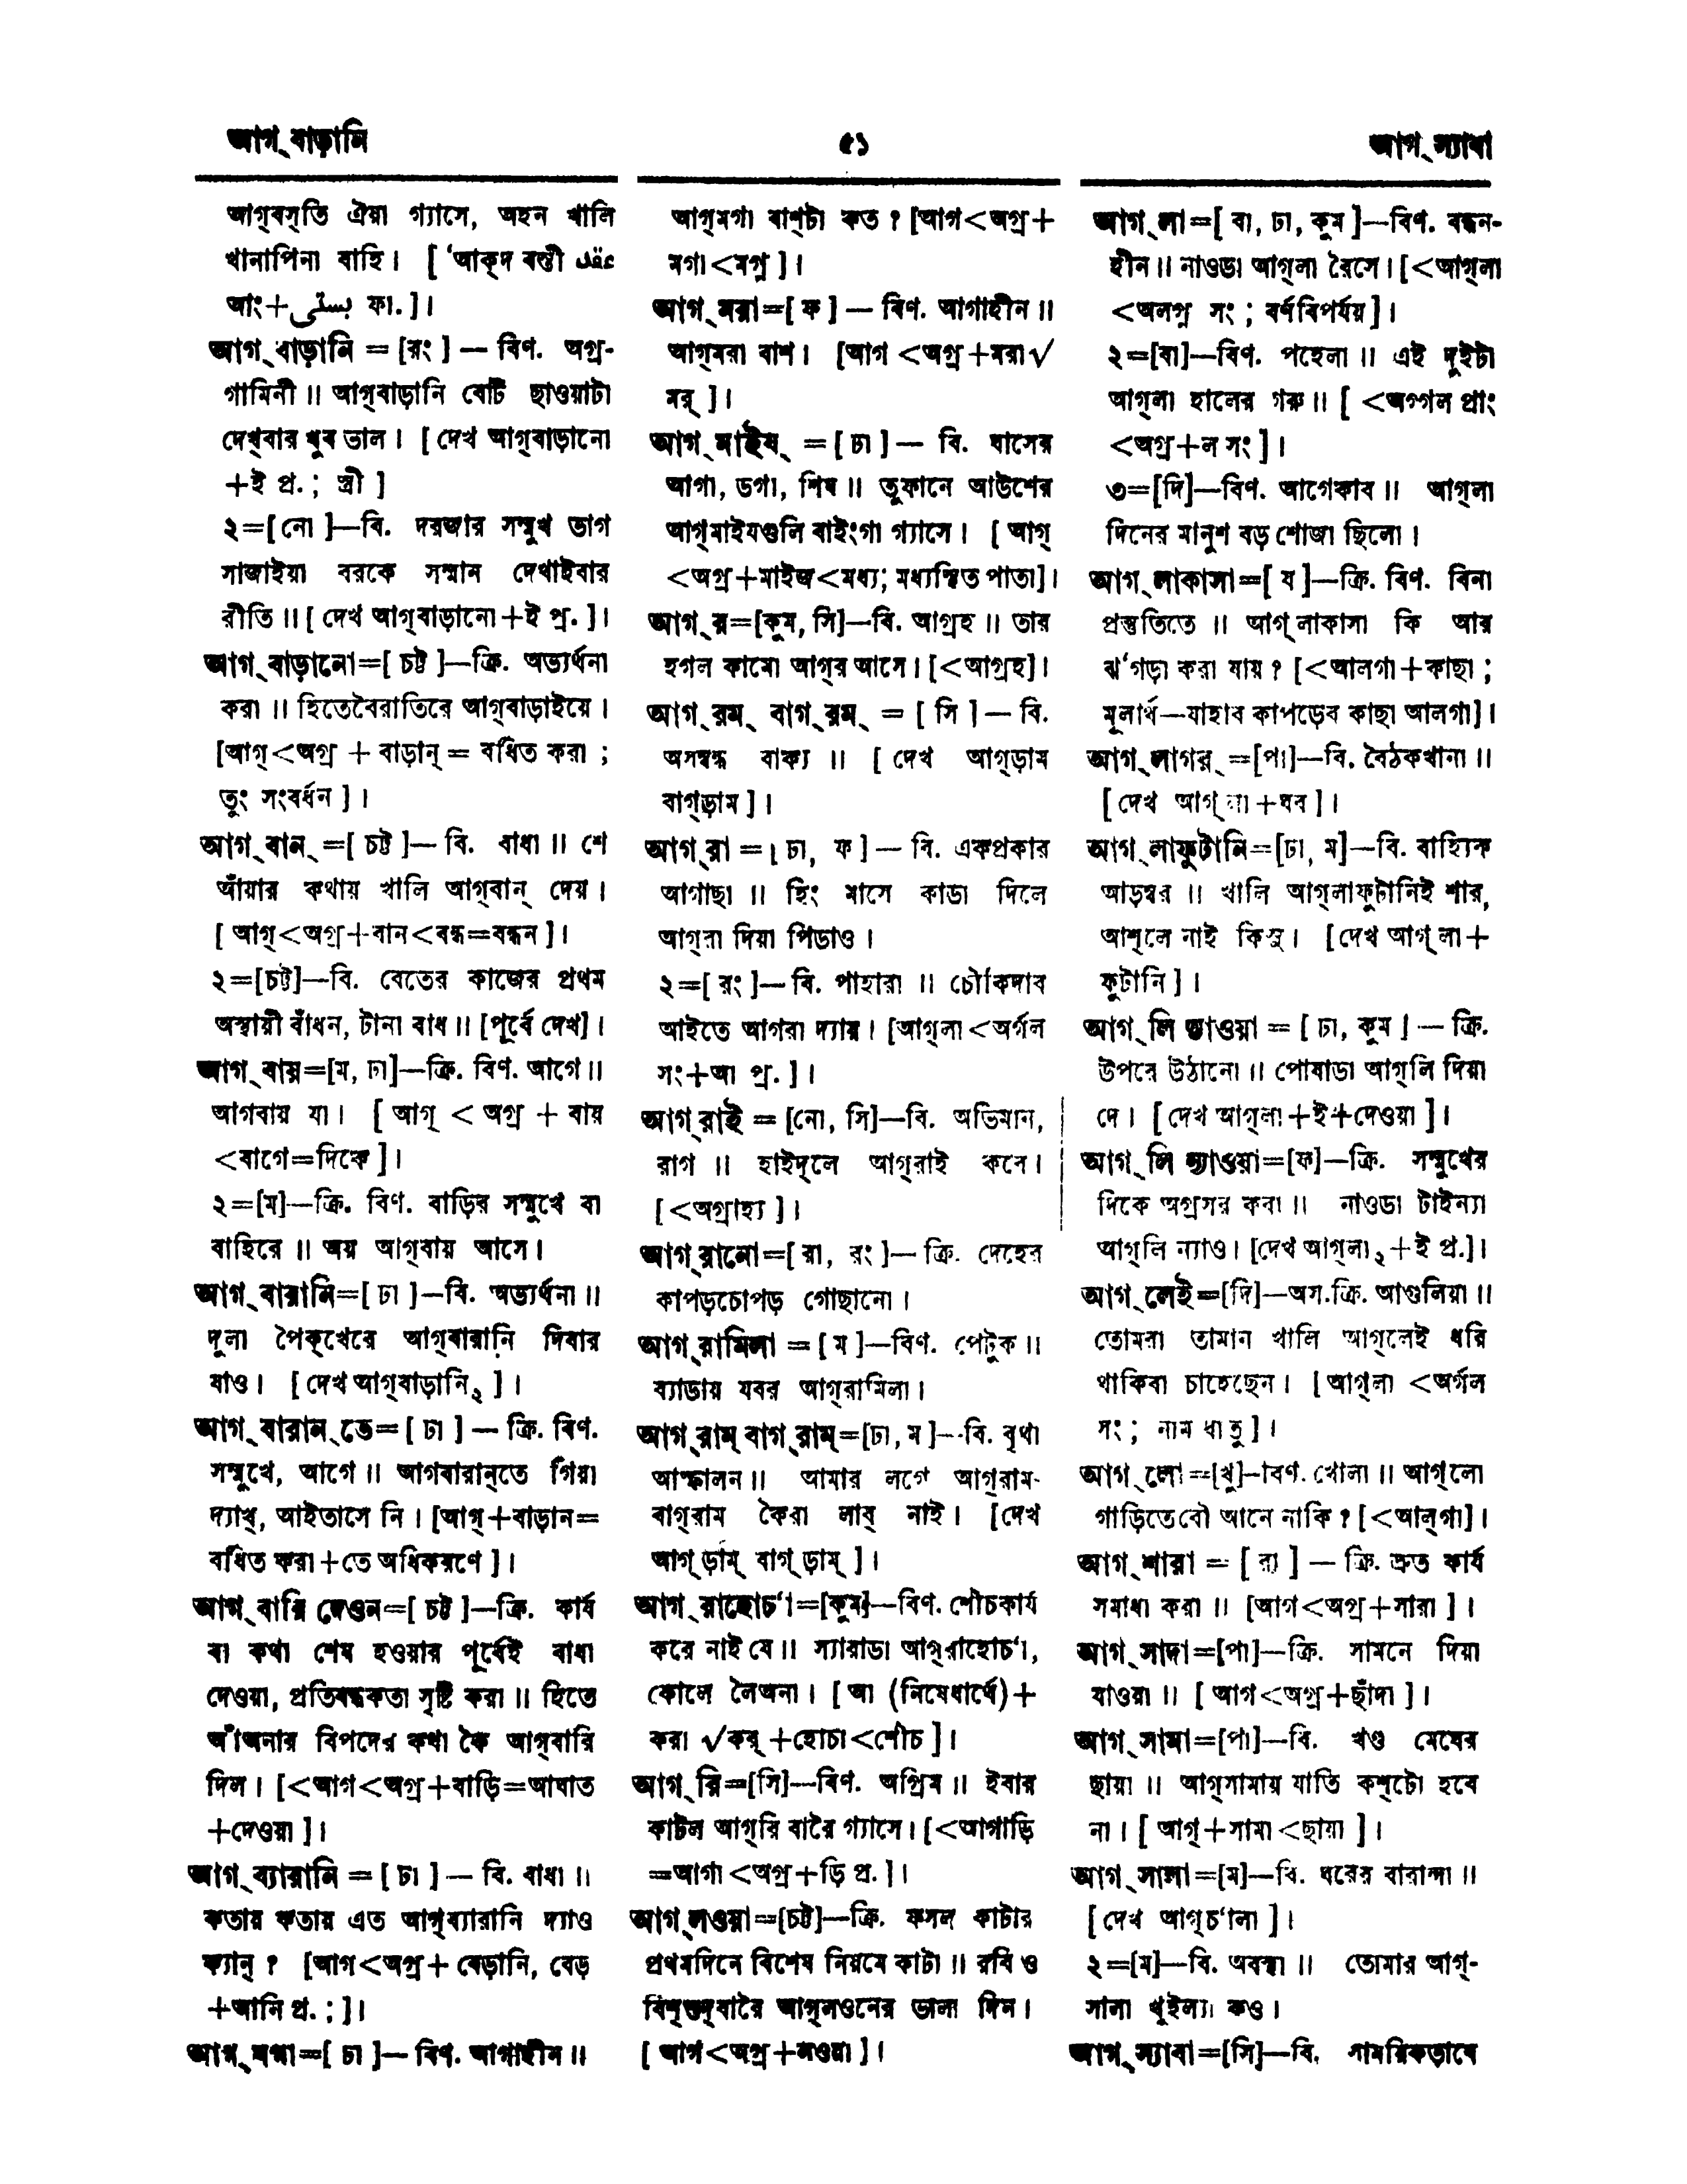 আগ্‌বাড়ানি
৫১
আগ্‌স্যাবা
আগ্‌বস্‌তি ঐয়া গ্যাসে, অহন খালি
খানাপিনা বাহি। [ 'আক্‌দ বস্তী عقد
আং+بستی ফা. ]।
আগ্‌বাড়ানি = [রং ] — বিণ. অগ্র-
গামিনী॥ আগ্‌বাড়ানি বেটি ছাওয়াটা
দেখ্‌বার খুব ভাল। [ দেখ আগ্‌বাড়ানো
+ই প্র. ; স্ত্রী ]
২=[নো ]—বি. দরজার সম্মুখ ভাগ
সাজাইয়া বরকে সম্মান দেখাইবার
রীতি॥ [ দেখ আগ্‌বাড়ানো+ই প্র. ]।
আগ্‌বাড়ানো=[ চট্ট ]—ক্রি. অভ্যর্থনা
করা॥ হিতেবৈরাতিরে আগ্‌বাড়াইয়ে।
[আগ্<অগ্র + বাড়ান্ = বর্ধিত করা ;
তুং সংবর্ধন ]।
আগ্‌বান্ =[ চট্ট ]— বি. বাধা॥ শে
আঁয়ার কথায় খালি আগ্‌বান্ দেয়।
[ আগ্<অগ্র+বান<বন্ধ=বন্ধন ]।
২=[চট্ট]—বি. বেতের কাজের প্রথম
অস্থায়ী বাঁধন, টানা বাধ॥ [পূর্বে দেখ]।
আগ্‌বায়=[ম, ঢা]—ক্রি. বিণ. আগে॥
আগবায় যা। [ আগ্ < অগ্র + বায়
<বাগে=দিকে ]।
২=[ম]—ক্রি. বিণ. বাড়ির সম্মুখে বা
বাহিরে॥ অয় আগ্‌বায় আসে।
আগ্‌বারানি=[ ঢা ]—বি. অভ্যর্থনা॥
দুলা পৈক্‌খেরে আগ্‌বারানি দিবার
যাও। [ দেখ আগ্‌বাড়ানি২ ]।
আগ্‌বারান্‌তে=[ ঢা ] — ক্রি. বিণ.
সম্মুখে, আগে॥ আগবারান্‌তে গিয়া
দ্যাখ্, আইতাসে নি। [আগ্+বাড়ান=
বর্ধিত করা+তে অধিকরণে ]।
আগ্‌বারি দেওন=[ চট্ট ]—ক্রি. কার্য
বা কথা শেষ হওয়ার পূর্বেই বাধা
দেওয়া, প্রতিবন্ধকতা সৃষ্টি করা॥ হিতে
আঁঅনার বিপদের কথা কৈ আগ্‌বারি
দিল। [<আগ<অগ্র+বাড়ি=আঘাত
+দেওয়া ]।
আগ্‌ব্যারানি = [ ঢা ] — বি. বাধা॥
কতায় কতায় এত আগ্‌ব্যারানি দ্যাও
ক্যান্ ? [আগ<অগ্র+ বেড়ানি, বেড়
+আনি প্র. ; ]।
আগ্‌মগা=[ ঢা ]— বিণ. আগাহীন॥
আগ্‌মগা বাশ্‌টা কত ? [আগ<অগ্র+
মগা<মগ্ন ]।
আগ্‌মরা=[ ফ ] — বিণ. আগাহীন॥
আগ্‌মরা বাশ। [আগ <অগ্র+মরা√
মর্ ]।
আগ্‌মাইয্ =[ ঢা ] — বি. ঘাসের
আগা, ডগা, শিষ॥ তুফানে আউশের
আগ্‌মাইযগুলি বাইংগা গ্যাসে। [ আগ্
<অগ্র+মাইজ<মধ্য; মধ্যস্থিত পাতা]।
আগ্‌র=[কুম, সি]—বি. আগ্রহ॥ তার
হগল কামো আগ্‌র আসে। [<আগ্রহ]।
আগ্‌রম্ বাগ্‌রম্ = [ সি ] — বি.
অসম্বদ্ধ বাক্য॥ [ দেখ আগ্‌ড়াম
বাগ্‌ড়াম ]।
আগ্‌রা = [ ঢা, ফ ] — বি. একপ্রকার
আগাছা॥ হিং মাসে কাডা দিলে
আগ্‌রা দিয়া পিডাও।
২=[ রং ]— বি. পাহারা॥ চৌকিদার
আইতে আগরা দ্যায়। [আগ্‌লা <অর্গল
সং+আ প্র. ]।
আগ্‌রাই = [নো, সি]—বি. অভিমান,
রাগ॥ হাইদ্‌লে আগ্‌রাই করে।
[<অগ্রাহ্য ]।
আগ্‌রানো=[ রা, রং ]— ক্রি. দেহের
কাপড়চোপড় গোছানো।
আগ্‌রামিলা = [ ম ]—বিণ. পেটুক॥
ব্যাডায় যবর আগ্‌রামিলা।
আগ্‌রাম্ বাগ্‌রাম্=[ঢা, ম ]—বি. বৃথা
আস্ফালন॥ আমার লগে আগ্‌রাম-
বাগ্‌রাম কৈরা লাব্ নাই। [দেখ
আগ্‌ড়াম্ বাগ্‌ড়াম্ ]।
আগ্‌রাহোচ'া=[কুম]—বিণ. শৌচকার্য
করে নাই যে॥ স্যারাডা আগ্‌রাহোচ'া,
কোলে লৈঅনা। [ আ (নিষেধার্থে)+
করা √কর্ +হোচা<শৌচ ]।
আগ্‌রি=[সি]—বিণ. অগ্রিম॥ ইবার
কাটল আগ্‌রি বারৈ গ্যাসে। [<আগাড়ি
=আগা<অগ্র+ড়ি প্র. ]।
আগ্‌লওয়া=[চট্ট]—ক্রি. ফসল কাটার
প্রথমদিনে বিশেষ নিয়মে কাটা॥ রবি ও
বিশ্‌শুদ্‌বারৈ আগ্‌লওনের ভালা দিন।
[ আগ<অগ্র+লওয়া ]।
আগ্‌লা=[ বা, ঢা, কুম ]—বিণ. বন্ধন-
হীন॥ নাওডা আগ্‌লা রৈসে। [<আগ্‌লা
<অলগ্ন সং ; বর্ণবিপর্যয় ]।
২=[বা]—বিণ. পহেলা॥ এই দুইটা
আগ্‌লা হালের গরু॥ [ <অগ্গল প্রাং
<অগ্র+ল সং ]।
৩=[দি]—বিণ. আগেকাব॥ আগ্‌লা
দিনের মানুশ বড় শোজা ছিলো।
আগ্‌লাকাসা=[ য ]—ক্রি. বিণ. বিনা
প্রস্তুতিতে॥ আগ্‌লাকাসা কি আর
ঝ'গড়া করা যায় ? [<আলগা+কাছা ;
মূলার্থ—যাহাব কাপড়েব কাছা আলগা]।
আগ্‌লাগর্ =[পা]—বি. বৈঠকখানা॥
[ দেখ আগ্‌লা+ঘব ]।
আগ্‌লাফুটানি=[ঢা, ম]—বি. বাহ্যিক
আড়ম্বর॥ খালি আগ্‌লাফুটানিই শার,
আশ্‌লে নাই কিছু। [দেখ আগ্‌লা+
ফুটানি ]।
আগ্‌লি দ্যাওয়া = [ ঢা, কুম ] — ক্রি.
উপরে উঠানো॥ পোষাডা আগ্‌লি দিয়া
দে। [ দেখ আগ্‌লা+ই+দেওয়া ]।
আগ্‌লি ন্যাওয়া=[ফ]—ক্রি. সম্মুখের
দিকে অগ্রসর কবা॥ নাওডা টাইন্যা
আগ্‌লি ন্যাও। [দেখ আগ্‌লা২+ই প্র.]।
আগ্‌লেই=[দি]—অস.ক্রি. আগুলিয়া॥
তোমরা তামান খালি আগ্‌লেই ধরি
থাকিবা চাহেছেন। [আগ্‌লা <অর্গল
সং ; নাম ধাতু ]।
আগ্‌লো=[খু]—বিণ. খোলা॥ আগ্‌লো
গাড়িতে বৌ আনে নাকি ? [<আল্‌গা]।
আগ্‌শারা = [ রা ] — ক্রি. দ্রুত কার্য
সমাধা করা॥ [আগ<অগ্র+সারা ]।
আগ্‌সাদা=[পা]—ক্রি. সামনে দিয়া
যাওয়া॥ [ আগ<অগ্র+ছাঁদা ]।
আগ্‌সামা=[পা]—বি. খণ্ড মেঘের
ছায়া॥ আগ্‌সামায় যাতি কশ্‌টো হবে
না। [ আগ্+সামা<ছায়া ]।
আগ্‌সালা=[ম]—বি. ঘরের বারান্দা॥
[ দেখ আগ্‌চ'ালা ]।
২=[ম]—বি. অবস্থা॥ তোমার আগ্-
সালা খুইল্যা কও।
আগ্‌স্যাবা=[সি]—বি. সাময়িকভাবে